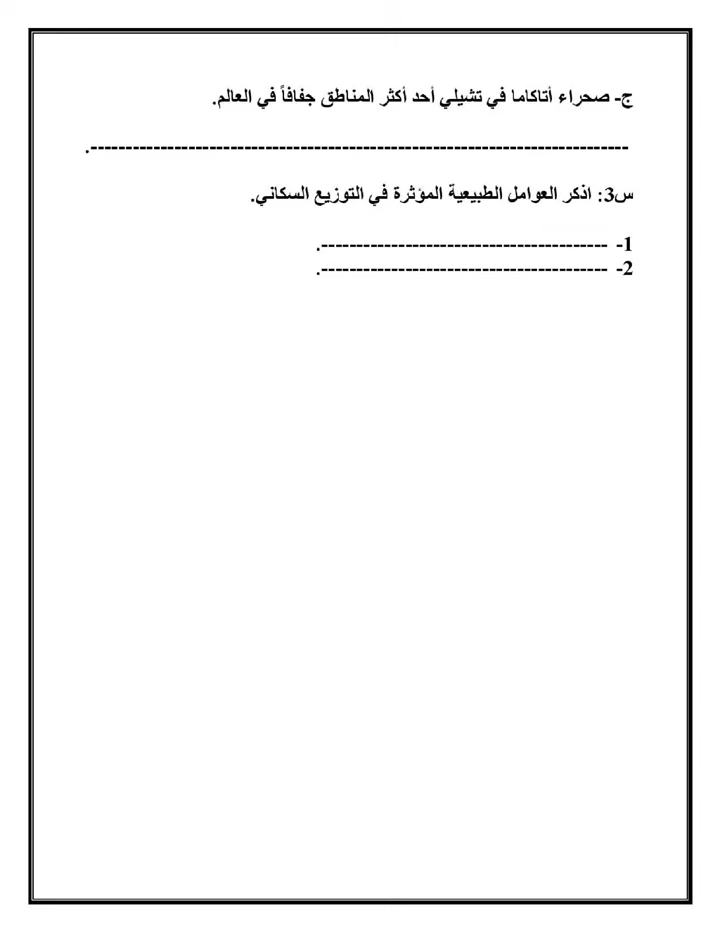 ج- صحراء أتاكاما في تشيلي أحد أكثر المناطق جفافاً في العالم.
-----------------------------------------------------------------------------.
س3: اذكر العوامل الطبيعية المؤثرة في التوزيع السكاني.
1- -----------------------------------------.
2- -----------------------------------------.